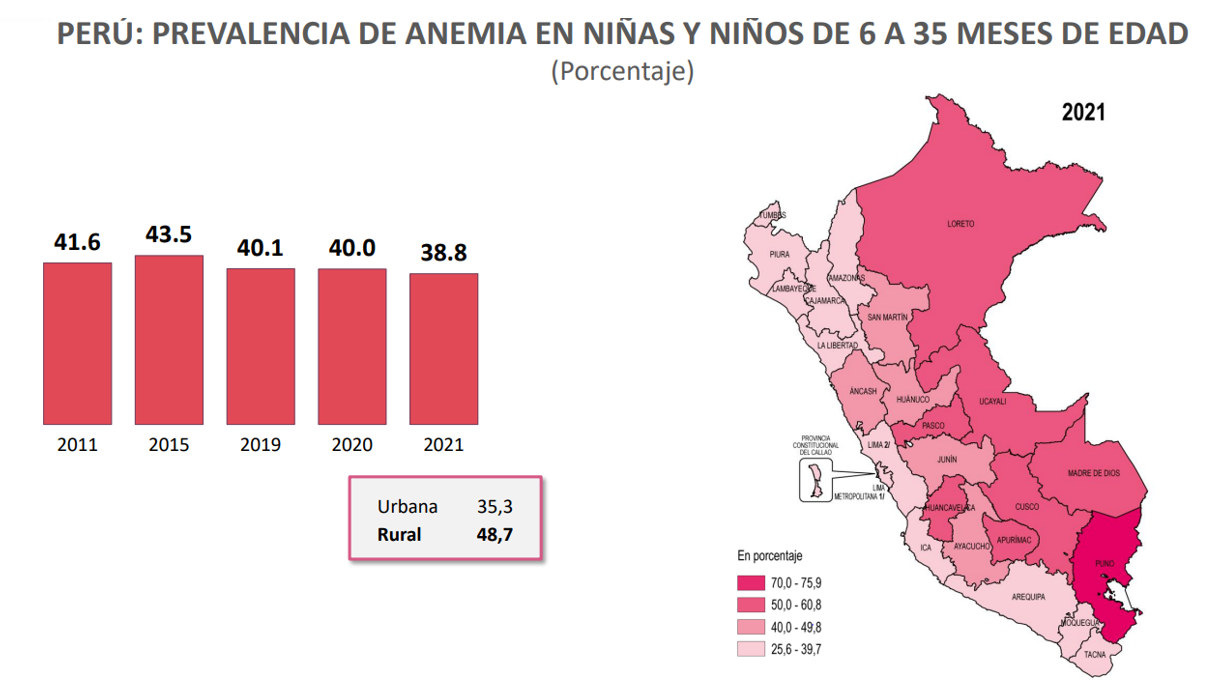 PERÚ: PREVALENCIA DE ANEMIA EN NIÑAS Y NIÑOS DE 6 A 35 MESES DE EDAD
(Porcentaje)
2021
41.6
43.5
40.1
40.0
38.8
2011
2015
2019
2020
2021
Urbana 35,3
Rural 48,7
TUMBES
LORETO
PIURA
AMAZONAS
LAMBAYEQUE
CAJAMARCA
SAN MARTÍN
LA LIBERTAD
ÁNCASH
HUÁNUCO
UCAYALI
PASCO
PROVINCIA
CONSTITUCIONAL
DEL CALLAO
LIMA 2/
JUNÍN
MADRE DE DIOS
LIMA
METROPOLITANA 1/
HUANCAVELICA
CUSCO
ICA
AYACUCHO
APURÍMAC
PUNO
AREQUIPA
MOQUEGUA
TACNA
En porcentaje
70,0 - 75,9
50,0 - 60,8
40,0 - 49,8
25,6 - 39,7